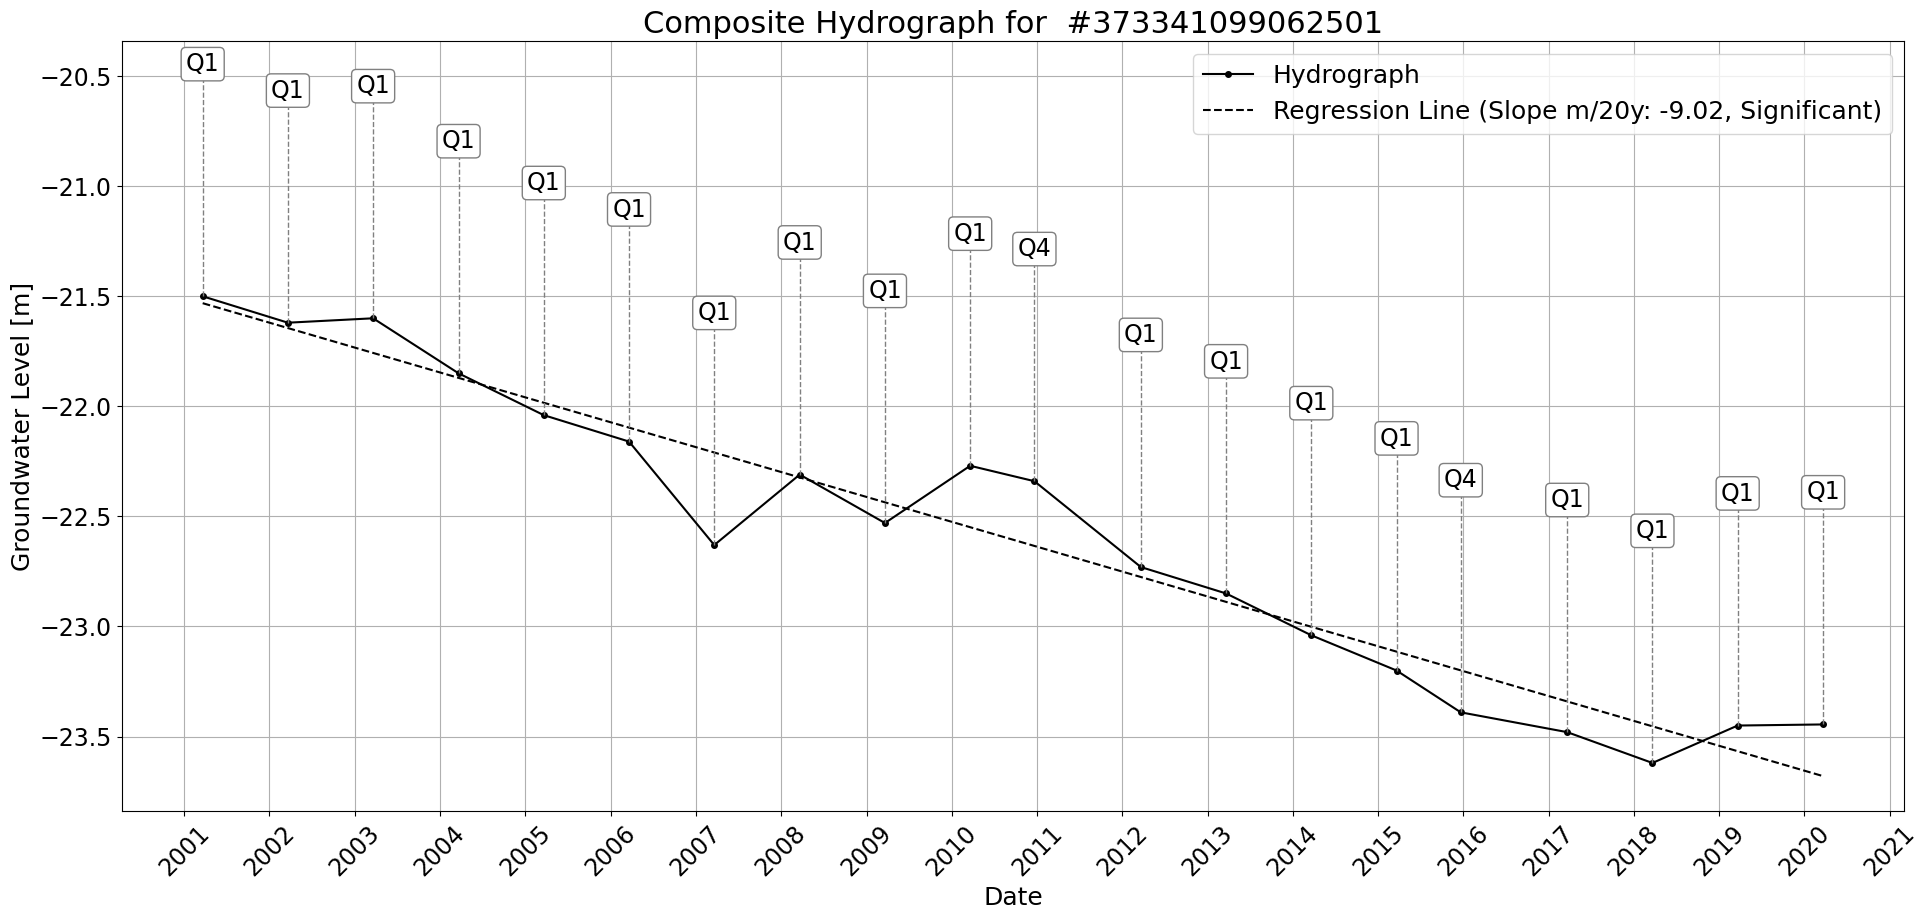 Composite Hydrograph for  #373341099062501
Hydrograph
Regression Line (Slope m/20y: -9.02, Significant)
Groundwater Level [m]
−20.5
−21.0
−21.5
−22.0
−22.5
−23.0
−23.5
Q1
Q1
Q1
Q1
Q1
Q1
Q1
Q1
Q1
Q1
Q4
Q1
Q1
Q1
Q1
Q4
Q1
Q1
Q1
Q1
2001
2002
2003
2004
2005
2006
2007
2008
2009
2010
2011
2012
2013
2014
2015
2016
2017
2018
2019
2020
2021
Date